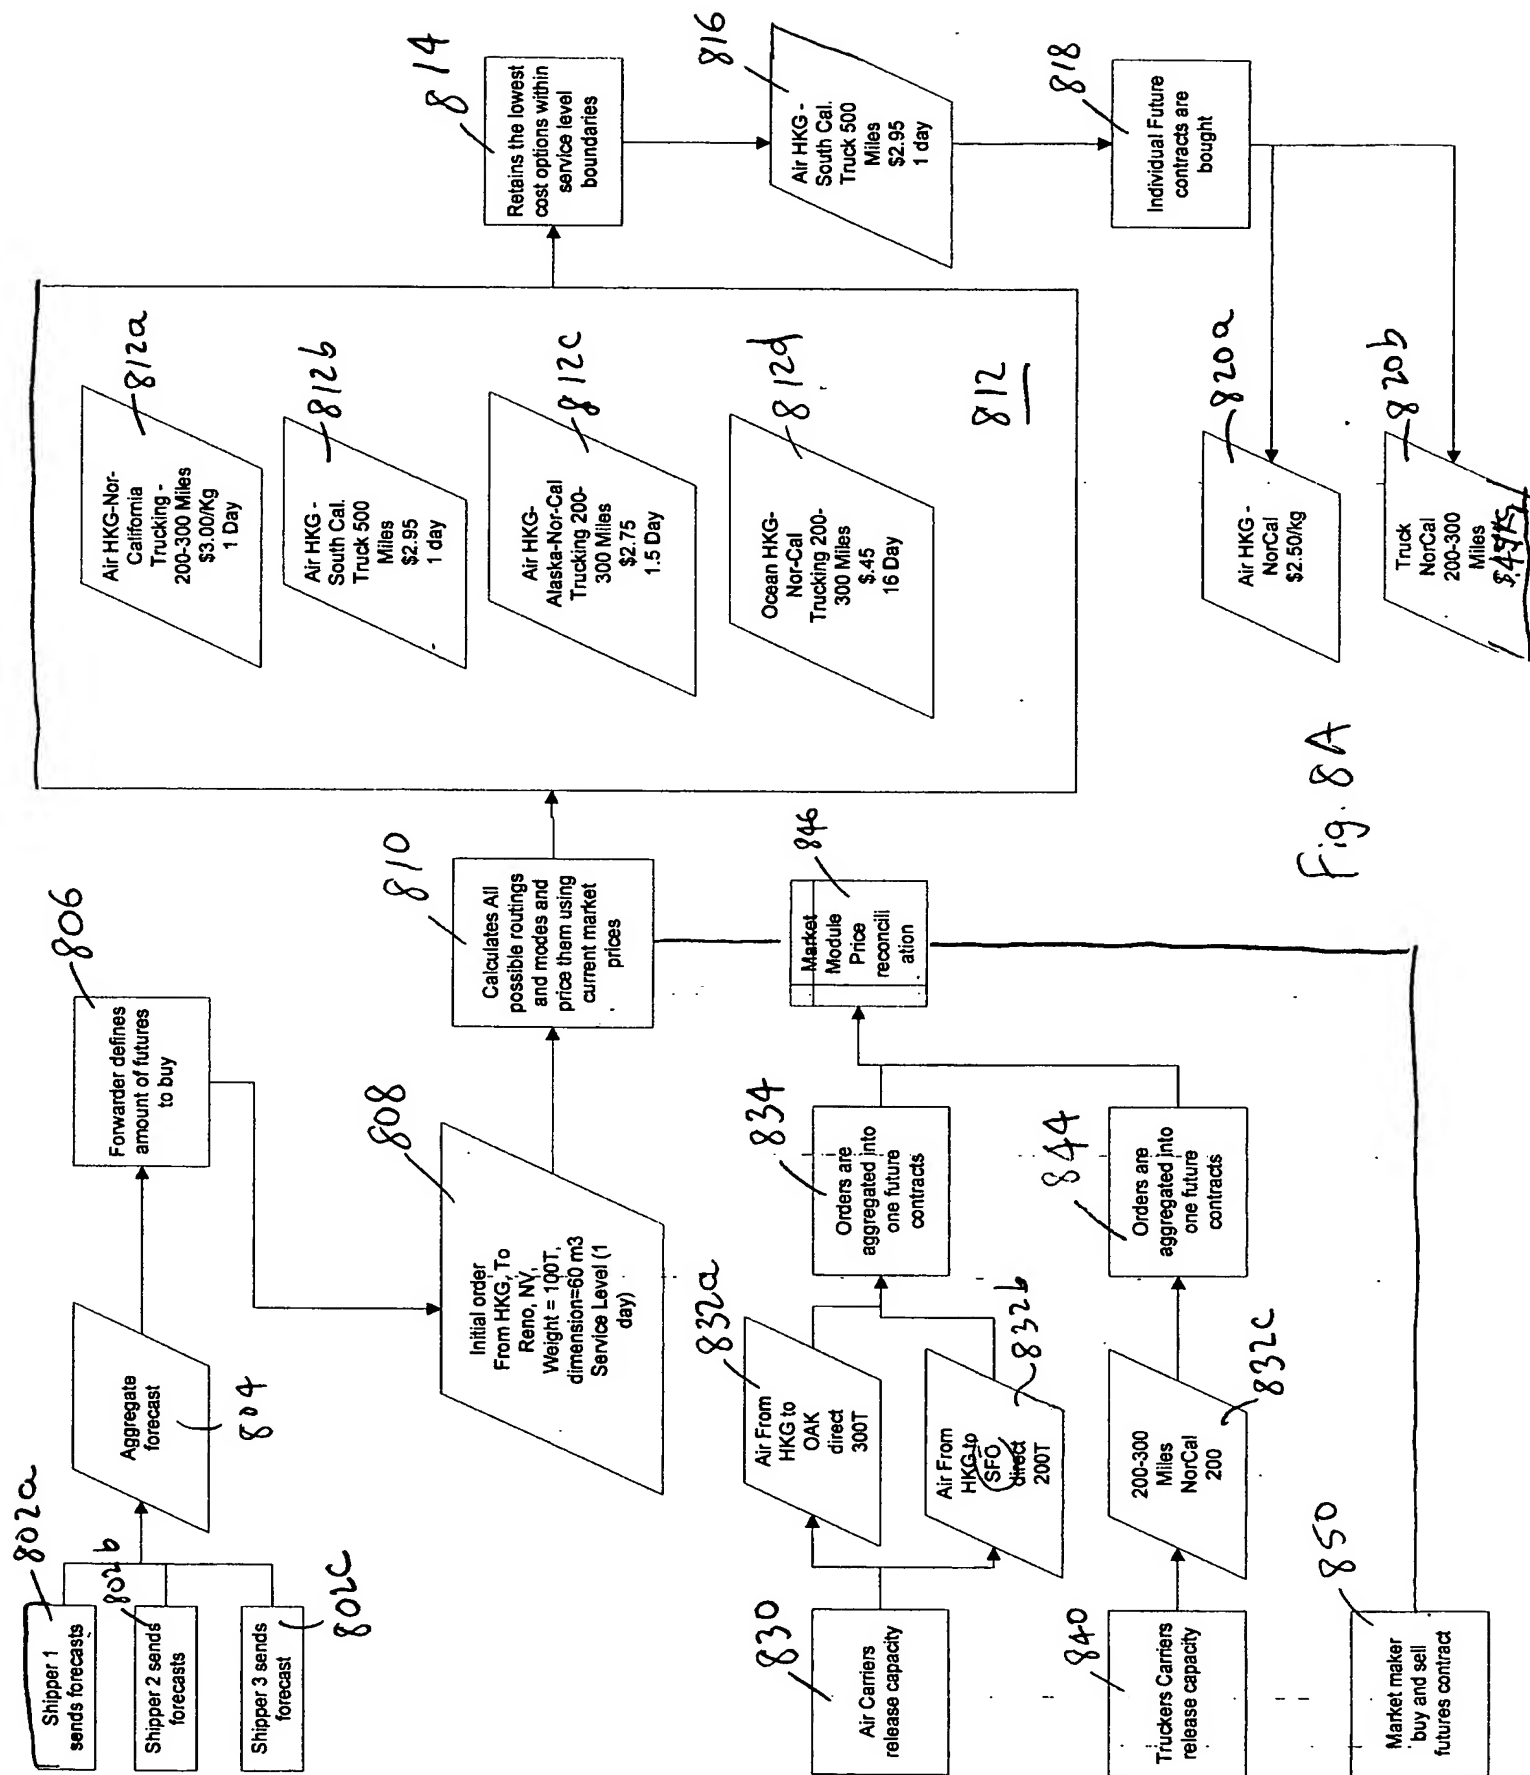 802a
Shipper 1
sends forecasts
802b
Shipper 2 sends
forecasts
Shipper 3 sends
forecast
802c
Aggregate
forecast
804
806
Forwarder defines
amount of futures
to buy
808
Initial order
From HKG, To
Reno, NV,
Weight = 100T,
dimension=60 m3
Service Level (1
day)
810
Calculates All
possible routings
and modes and
price them using
current market
prices
812a
Air HKG-Nor-
California
Trucking -
200-300 Miles
$3.00/Kg
1 Day
812b
Air HKG -
South Cal.
Truck 500
Miles
$2.95
1 day
812c
Air HKG-
Alaska-Nor-Cal
Trucking 200-
300 Miles
$2.75
1.5 Day
812d
Ocean HKG-
Nor-Cal
Trucking 200-
300 Miles
$.45
16 Day
812
814
Retains the lowest
cost options within
service level
boundaries
816
Air HKG -
South Cal.
Truck 500
Miles
$2.95
1 day
818
Individual Future
contracts are
bought
820a
Air HKG -
NorCal
$2.50/kg
820b
Truck
NorCal
200-300
Miles
830
Air Carriers
release capacity
832a
Air From
HKG to
OAK
direct
300T
832b
Air From
HKG to
SFO
direct
200T
834
Orders are
aggregated into
one future
contracts
840
Truckers Carriers
release capacity
832c
200-300
Miles
NorCal
200
844
Orders are
aggregated into
one future
contracts
846
Market
Module
Price
reconcili
ation
850
Market maker
buy and sell
futures contract
Fig. 8A